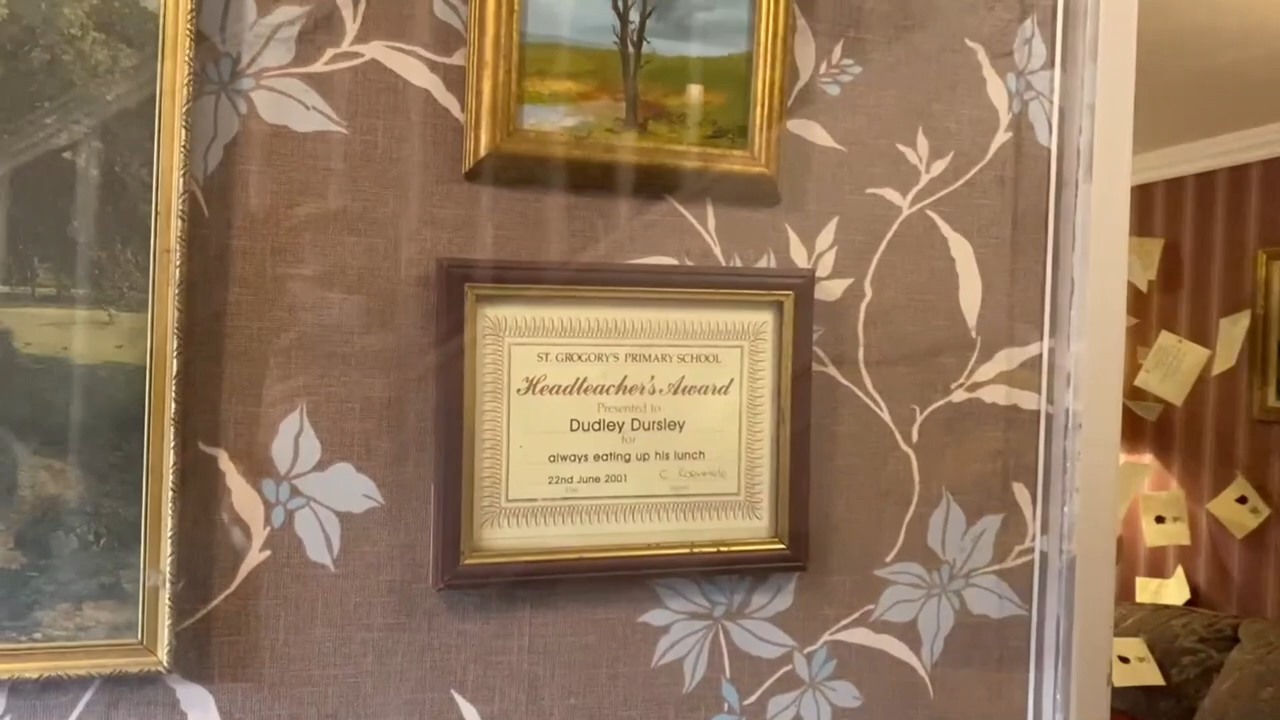 ST. GROGORY'S PRIMARY SCHOOL
Headteacher's Award
Presented to
Dudley Dursley
for
always eating up his lunch
22nd June 2001